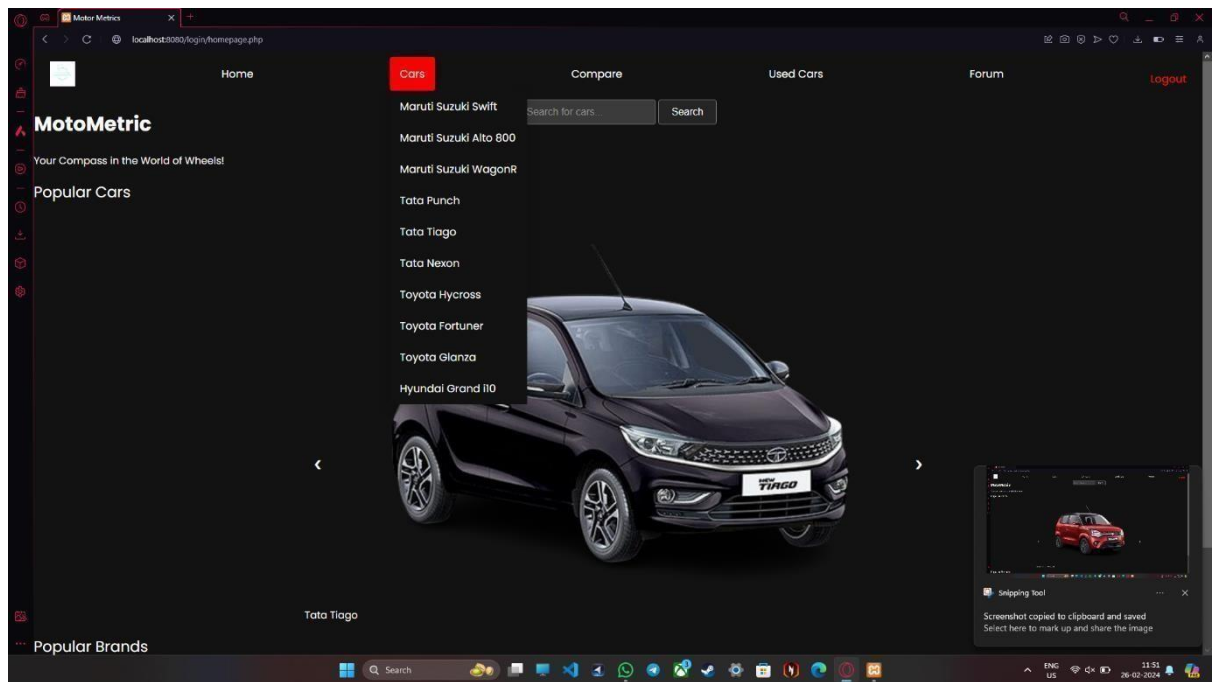 Motor Metrics
localhost:8080/login/homepage.php
Home Cars Compare Used Cars Forum Logout
Search for cars... Search
Maruti Suzuki Swift
Maruti Suzuki Alto 800
Maruti Suzuki WagonR
Tata Punch
Tata Tiago
Tata Nexon
Toyota Hycross
Toyota Fortuner
Toyota Glanza
Hyundai Grand i10
MotoMetric
Your Compass in the World of Wheels!
Popular Cars
NEW
TIAGO
Tata Tiago
Popular Brands
Snipping Tool
Screenshot copied to clipboard and saved
Select here to mark up and share the image
Search
ENG
US
11:51
26-02-2024